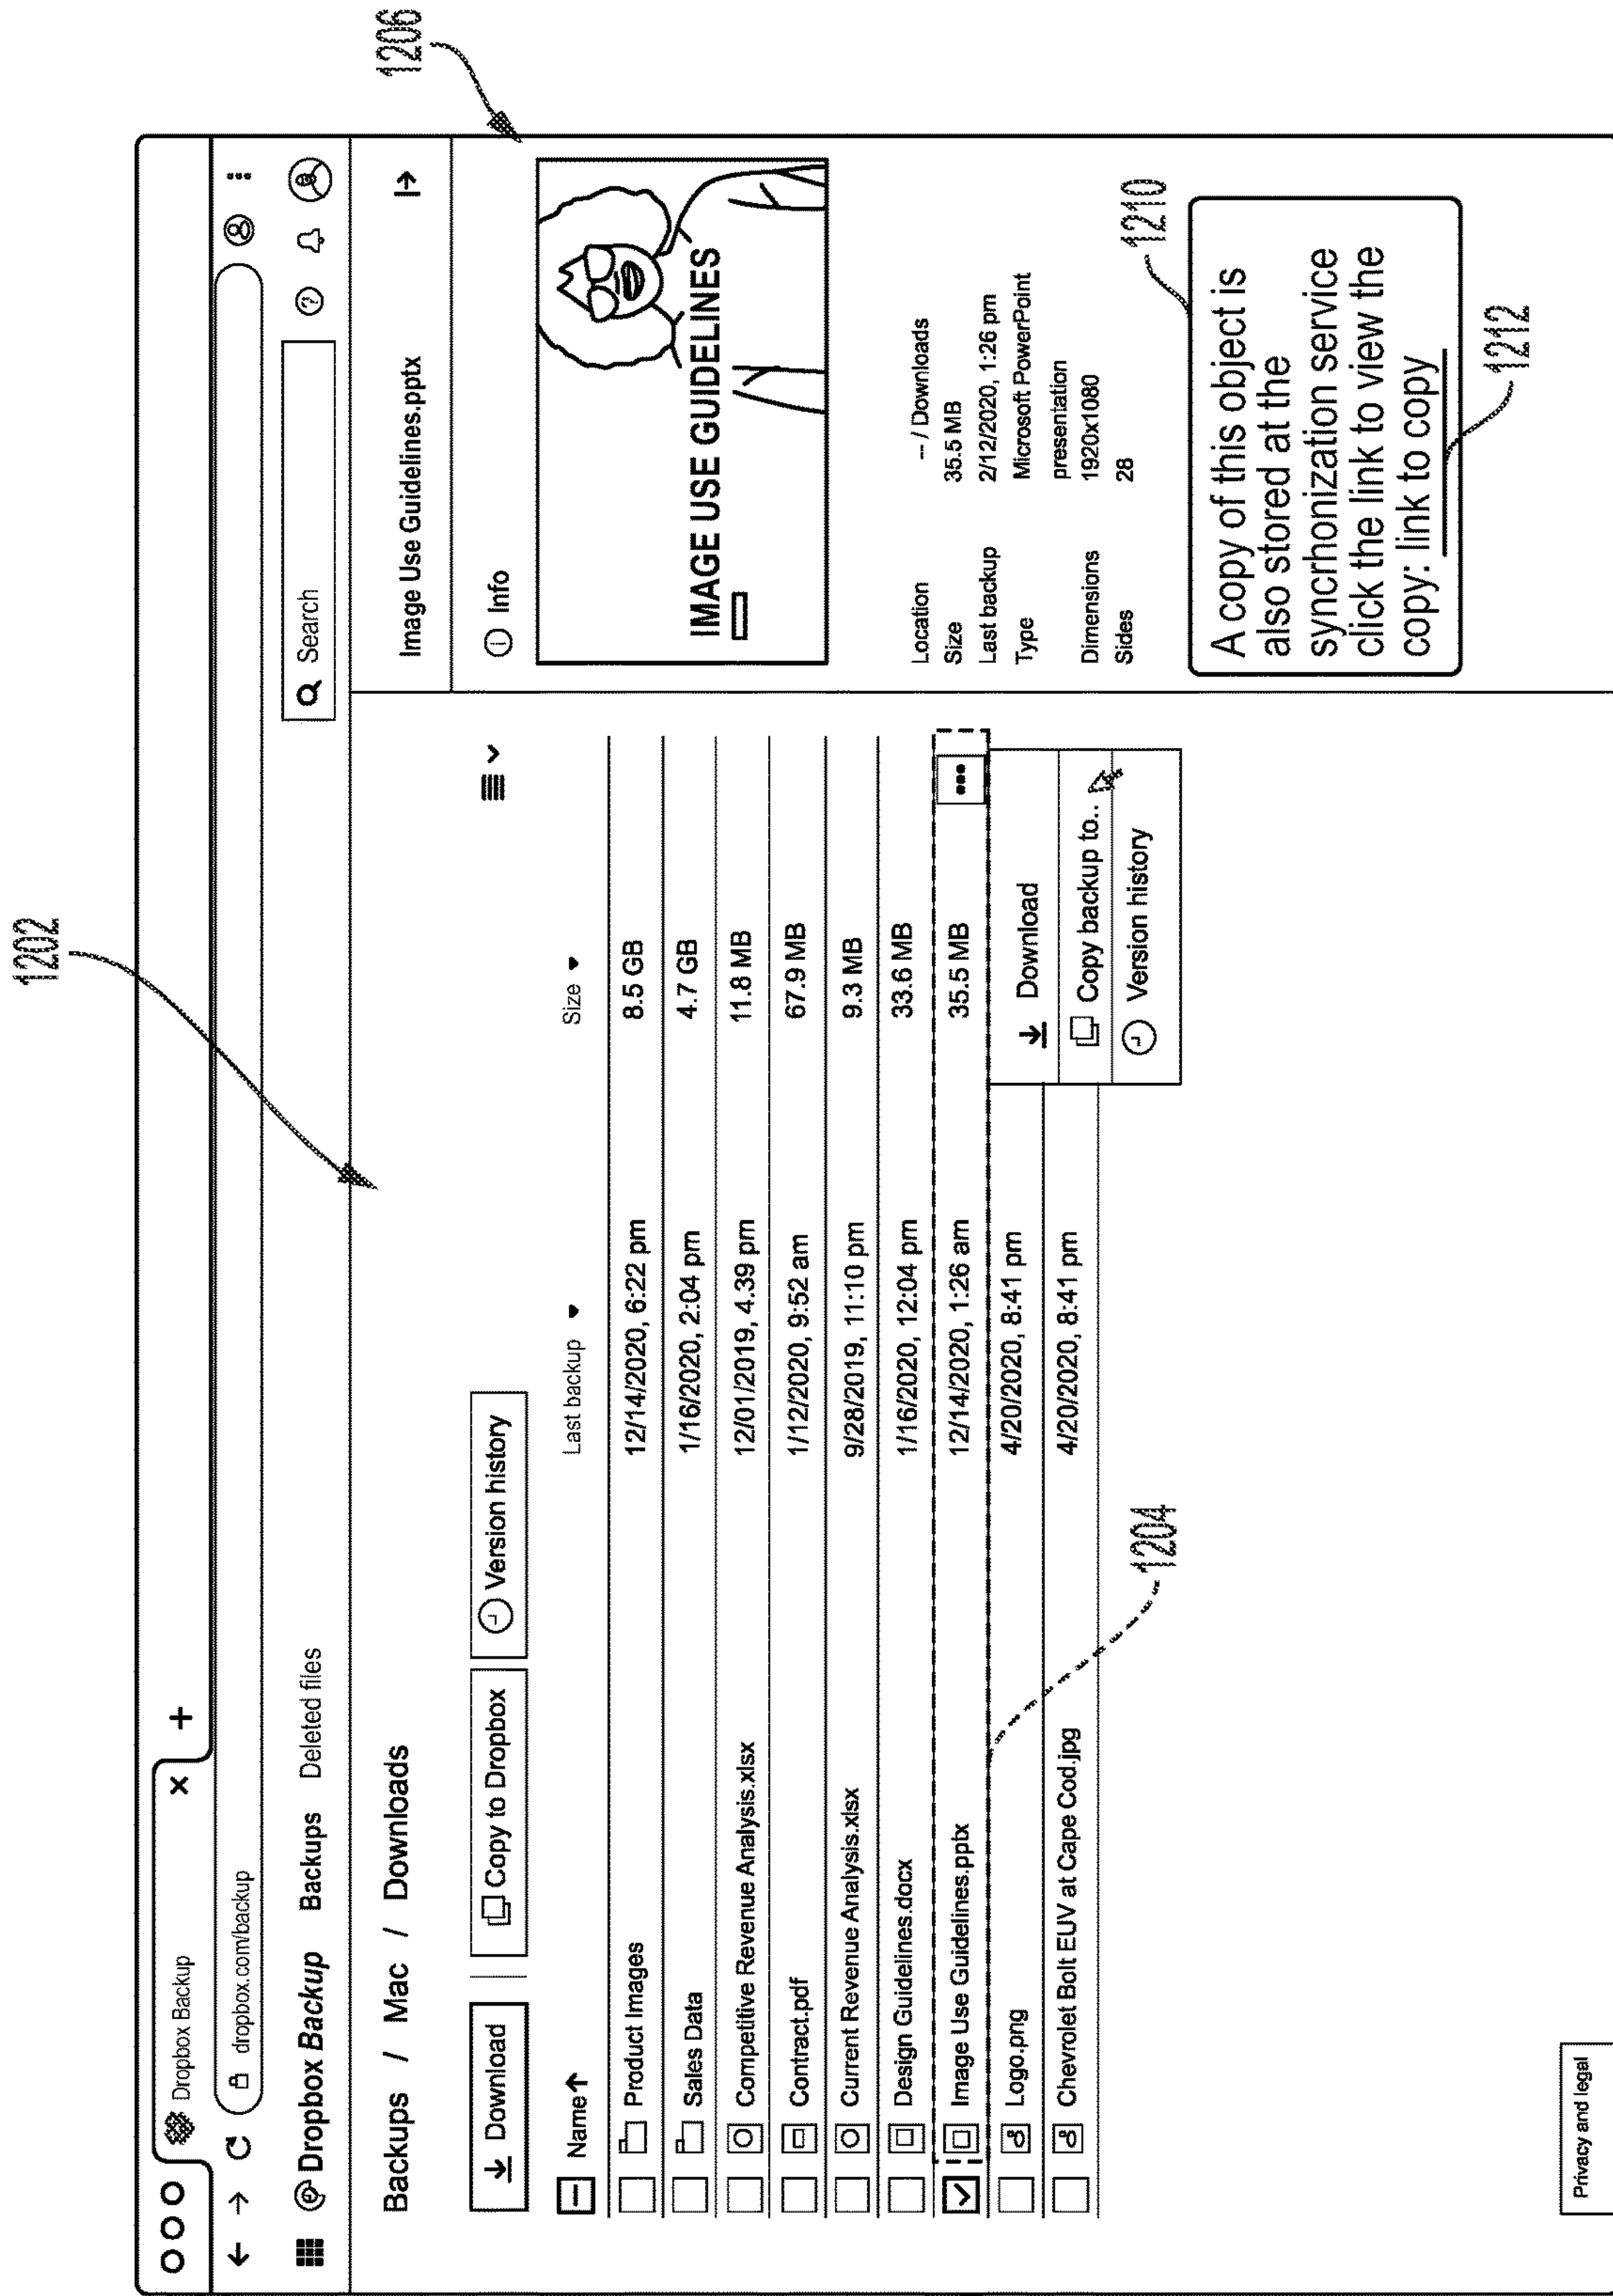 1202
1206
Dropbox Backup × +
dropbox.com/backup
Dropbox Backup Backups Deleted files Search
Backups / Mac / Downloads
Image Use Guidelines.pptx
Download Copy to Dropbox Version history
Info
IMAGE USE GUIDELINES
Name↑ Last backup Size
Product Images 12/14/2020, 6:22 pm 8.5 GB
Sales Data 1/16/2020, 2:04 pm 4.7 GB
Competitive Revenue Analysis.xlsx 12/01/2019, 4.39 pm 11.8 MB
Contract.pdf 1/12/2020, 9:52 am 67.9 MB
Current Revenue Analysis.xlsx 9/28/2019, 11:10 pm 9.3 MB
Design Guidelines.docx 1/16/2020, 12:04 pm 33.6 MB
Image Use Guidelines.pptx 12/14/2020, 1:26 am 35.5 MB
Logo.png 4/20/2020, 8:41 pm
Chevrolet Bolt EUV at Cape Cod.jpg 4/20/2020, 8:41 pm
Download
Copy backup to..
Version history
1204
Location -- / Downloads
Size 35.5 MB
Last backup 2/12/2020, 1:26 pm
Type Microsoft PowerPoint
presentation
Dimensions 1920x1080
Sides 28
1210
A copy of this object is
also stored at the
syncrhonization service
click the link to view the
copy: link to copy
1212
Privacy and legal